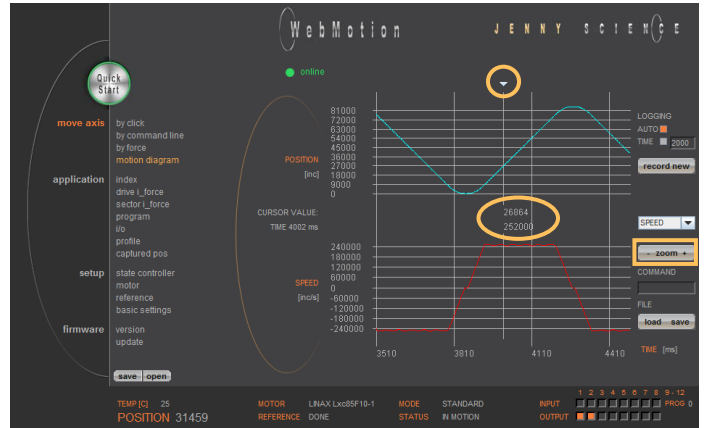 WebMotion
JENNY SCIENCE
online
Quick
Start
move axis
by click
by command line
by force
motion diagram
application
index
drive i_force
sector i_force
program
i/o
profile
captured pos
setup
state controller
motor
reference
basic settings
firmware
version
update
save open
POSITION
[inc]
CURSOR VALUE:
TIME 4002 ms
SPEED
[inc/s]
81000
72000
63000
54000
45000
36000
27000
18000
9000
0
26864
252000
240000
180000
120000
60000
0
-60000
-120000
-180000
-240000
3510 3810 4110 4410
TIME [ms]
LOGGING
AUTO
TIME 2000
record new
SPEED
- zoom +
COMMAND
FILE
load save
TEMP [C] 25
POSITION 31459
MOTOR LINAX Lxc85F10-1
REFERENCE DONE
MODE STANDARD
STATUS IN MOTION
1 2 3 4 5 6 7 8 9-12
INPUT PROG 0
OUTPUT